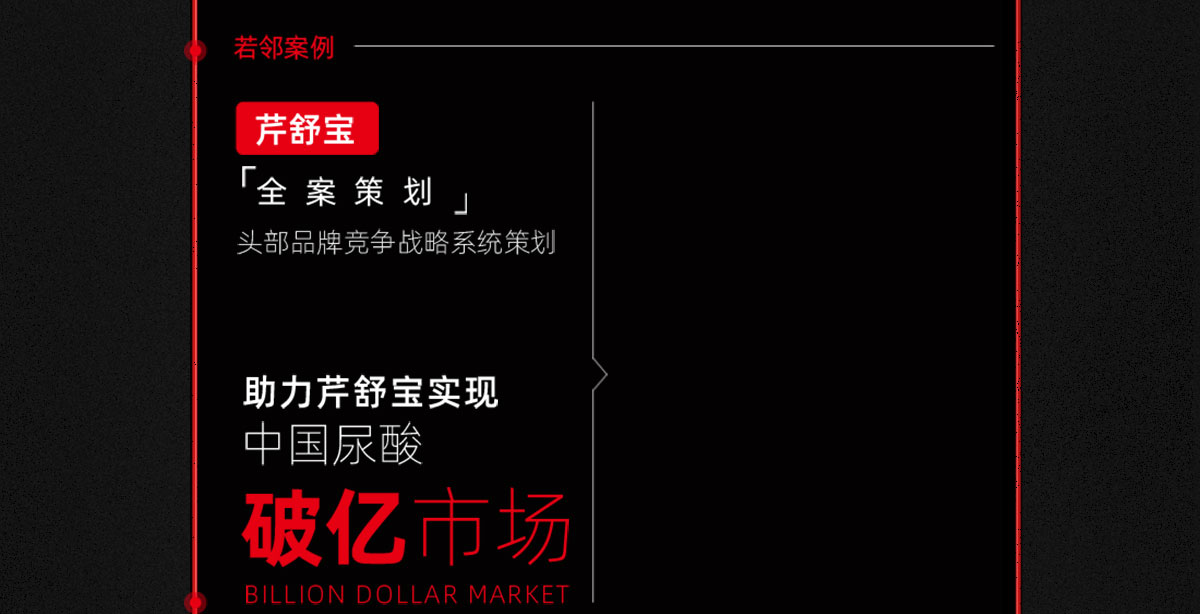 若邻案例
芹舒宝
「全案策划」
头部品牌竞争战略系统策划
助力芹舒宝实现
中国尿酸
破亿市场
BILLION DOLLAR MARKET